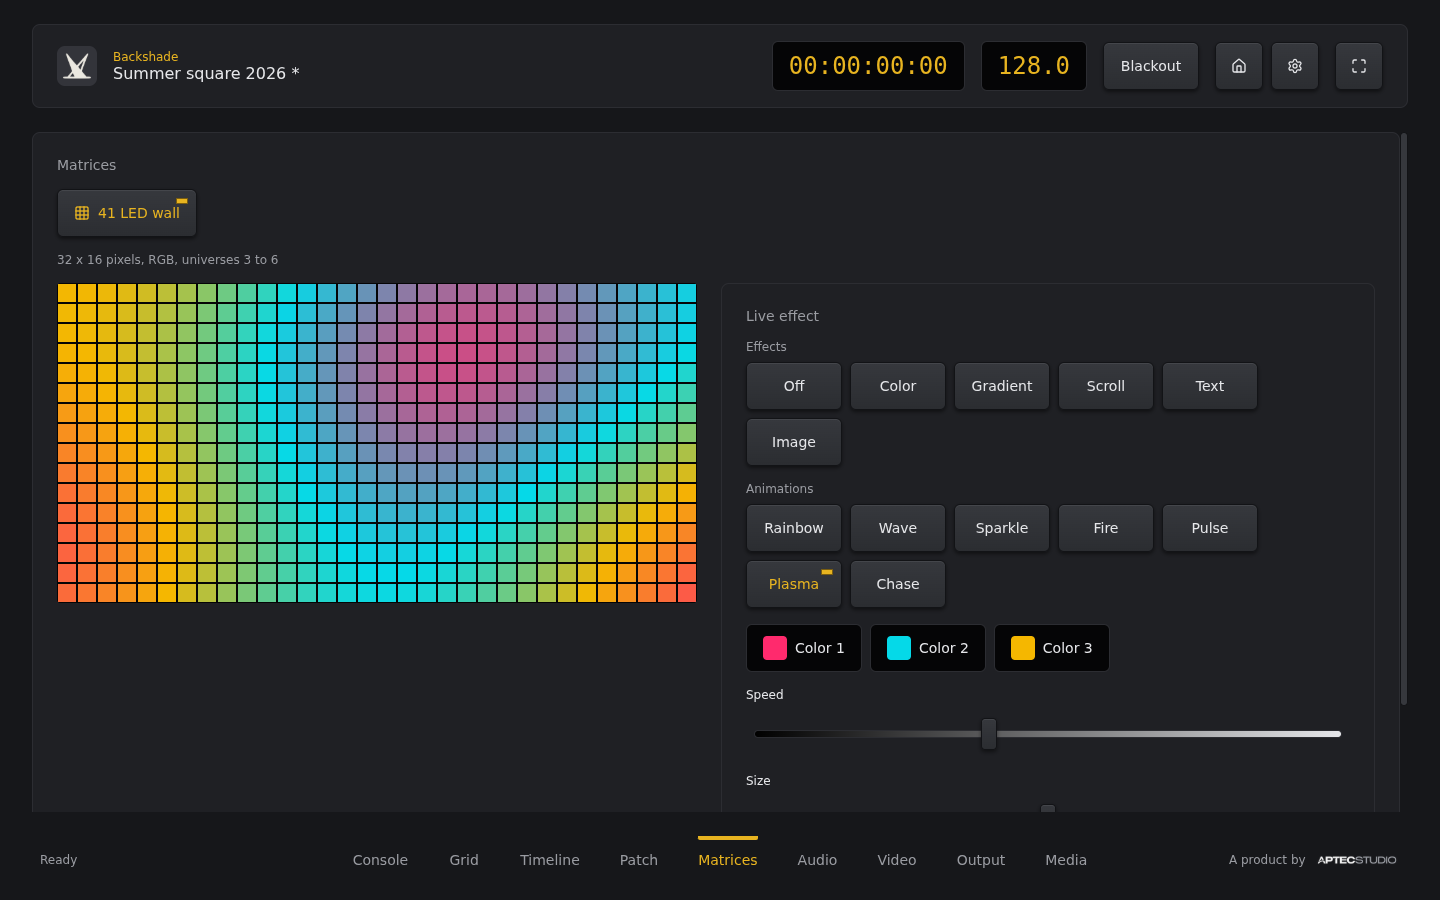 Backshade
Summer square 2026 *
00:00:00:00
128.0
Blackout
Matrices
41 LED wall
32 x 16 pixels, RGB, universes 3 to 6
Live effect
Effects
Off
Color
Gradient
Scroll
Text
Image
Animations
Rainbow
Wave
Sparkle
Fire
Pulse
Plasma
Chase
Color 1
Color 2
Color 3
Speed
Size
Ready
Console
Grid
Timeline
Patch
Matrices
Audio
Video
Output
Media
A product by APTECSTUDIO